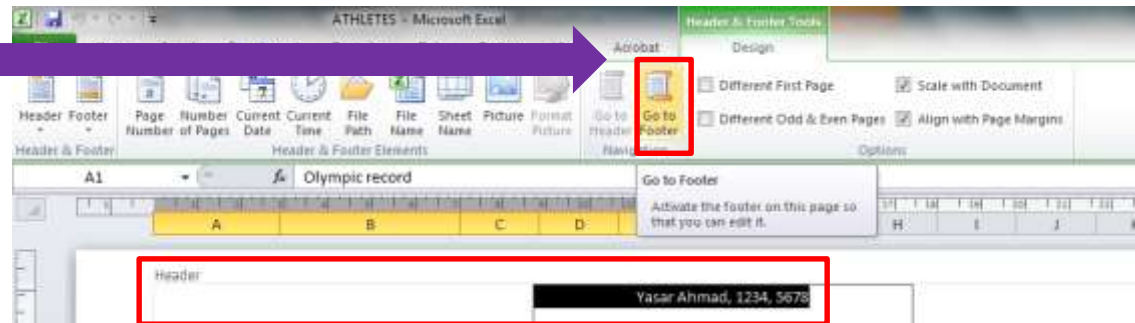 ATHLETES - Microsoft Excel
Header & Footer Tools
Acrobat
Design
Header
Footer
Page Number
Number of Pages
Current Date
Current Time
File Path
File Name
Sheet Name
Picture
Format Picture
Go to Header
Go to Footer
Different First Page
Scale with Document
Different Odd & Even Pages
Align with Page Margins
Header & Footer
Header & Footer Elements
Navigation
Options
A1
fx
Olympic record
Go to Footer
Activate the footer on this page so
that you can edit it.
A
B
C
D
H
I
J
Header
Yasar Ahmad, 1234, 5678